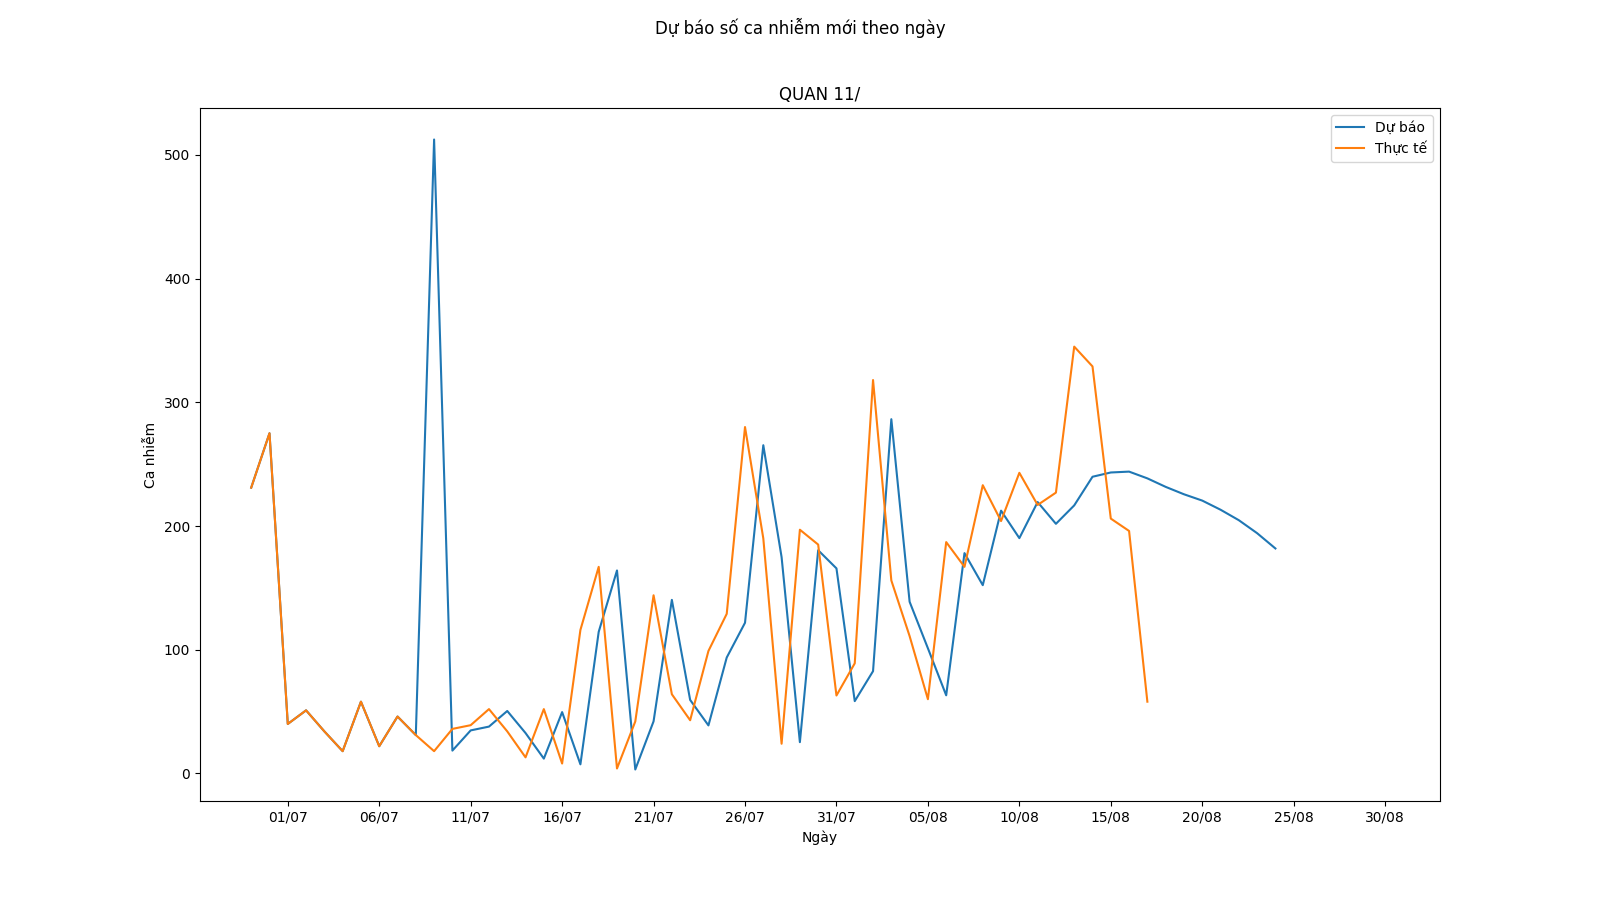 Dự báo số ca nhiễm mới theo ngày
QUAN 11/
Dự báo
Thực tế
500
400
300
200
100
0
Ca nhiễm
01/07 06/07 11/07 16/07 21/07 26/07 31/07 05/08 10/08 15/08 20/08 25/08 30/08
Ngày